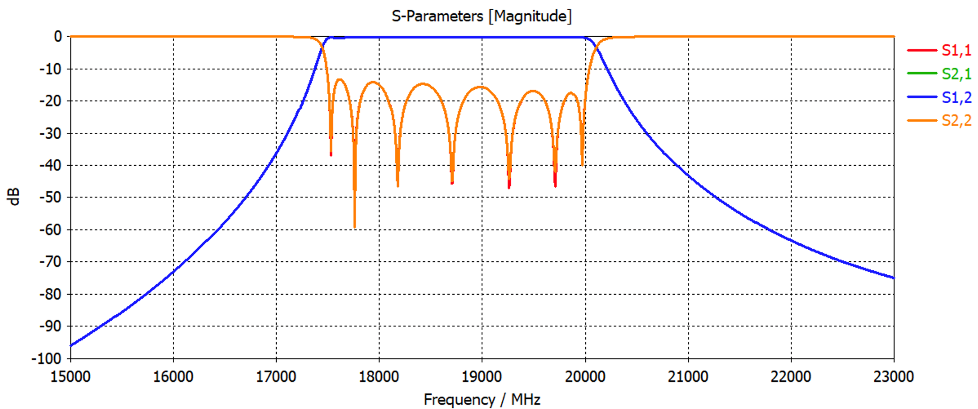 S-Parameters [Magnitude]
0
-10
-20
-30
-40
-50
-60
-70
-80
-90
-100
dB
15000 16000 17000 18000 19000 20000 21000 22000 23000
Frequency / MHz
S1,1
S2,1
S1,2
S2,2